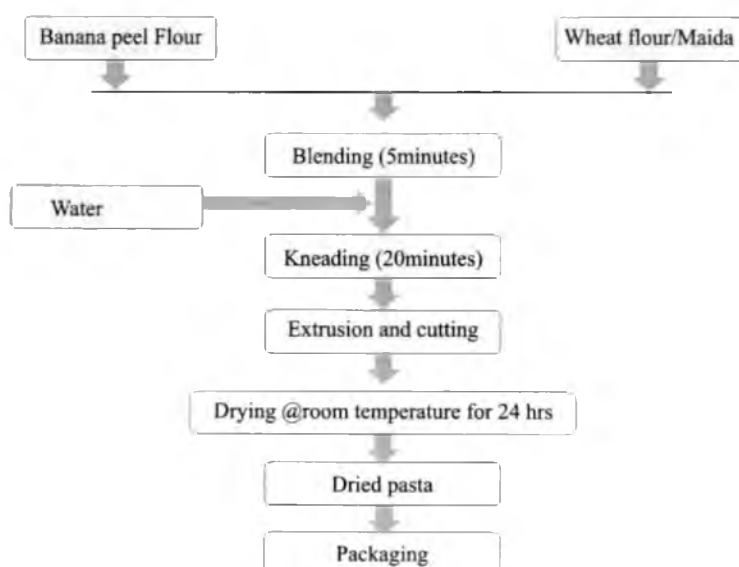 Banana peel Flour
Wheat flour/Maida
Blending (5minutes)
Water
Kneading (20minutes)
Extrusion and cutting
Drying @room temperature for 24 hrs
Dried pasta
Packaging